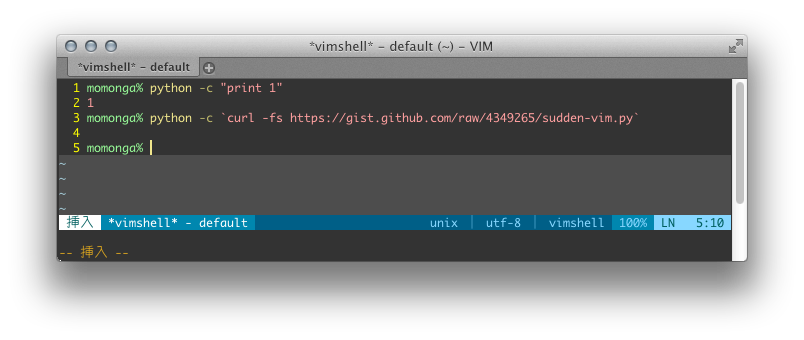 *vimshell* - default (~) - VIM
*vimshell* - default
1 momonga% python -c "print 1"
2 1
3 momonga% python -c `curl -fs https://gist.github.com/raw/4349265/sudden-vim.py`
4
5 momonga%
~
~
~
~
挿入 *vimshell* - default unix | utf-8 | vimshell 100% LN 5:10
-- 挿入 --